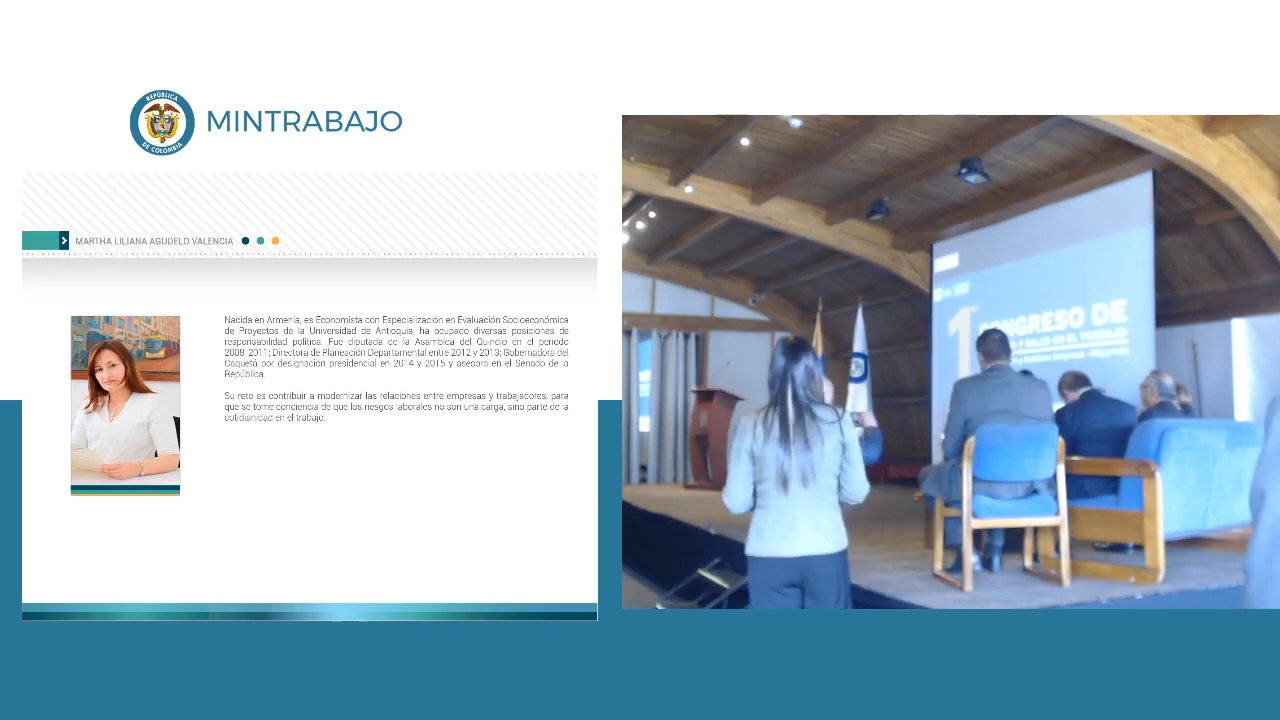 REPÚBLICA
DE COLOMBIA
MINTRABAJO
MARTHA LILIANA AGUDELO VALENCIA
Nacida en Armenia, es Economista con Especialización en Evaluación Socioeconómica
de Proyectos de la Universidad de Antioquia, ha ocupado diversas posiciones de
responsabilidad política. Fue diputada de la Asamblea del Quindío en el periodo
2008-2011; Directora de Planeación Departamental entre 2012 y 2013; Gobernadora del
Caquetá por designación presidencial en 2014 y 2015 y asesora en el Senado de la
República.
Su reto es contribuir a modernizar las relaciones entre empresas y trabajadores, para
que se tome conciencia de que los riesgos laborales no son una carga, sino parte de la
cotidianidad en el trabajo.
1 CONGRESO DE
Y SALUD EN EL TRABAJO